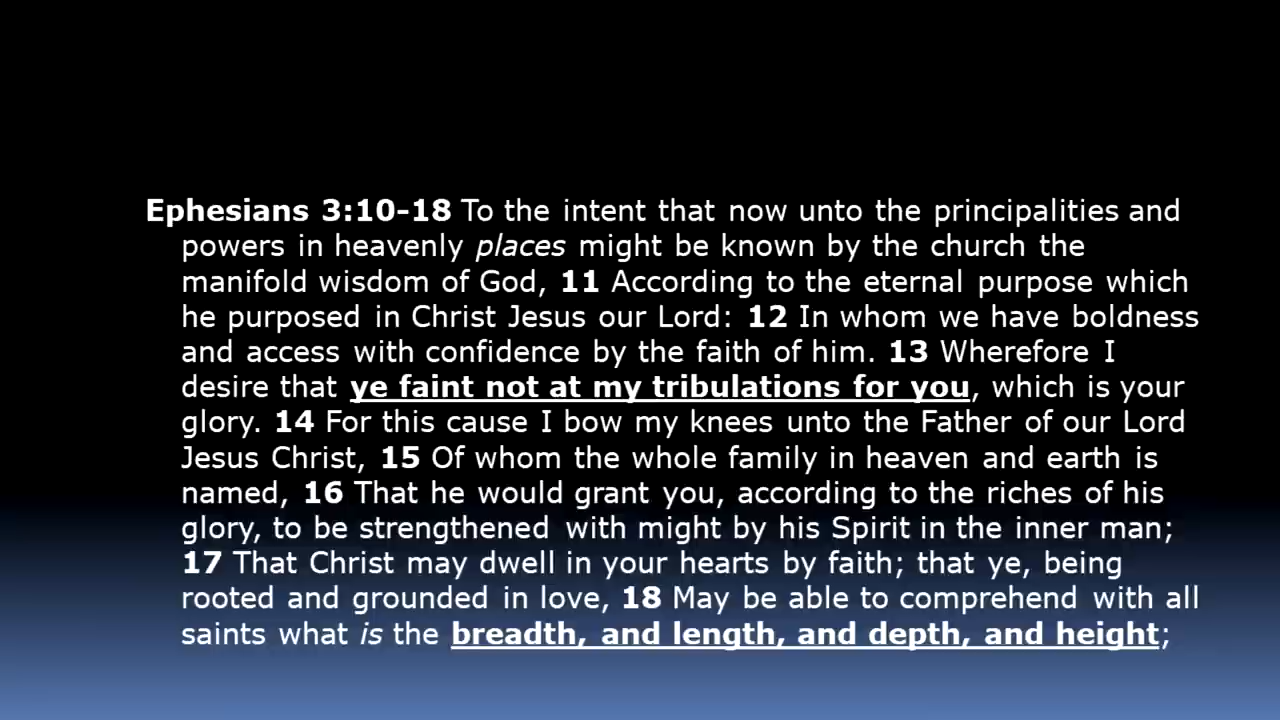 Ephesians 3:10-18 To the intent that now unto the principalities and
powers in heavenly places might be known by the church the
manifold wisdom of God, 11 According to the eternal purpose which
he purposed in Christ Jesus our Lord: 12 In whom we have boldness
and access with confidence by the faith of him. 13 Wherefore I
desire that ye faint not at my tribulations for you, which is your
glory. 14 For this cause I bow my knees unto the Father of our Lord
Jesus Christ, 15 Of whom the whole family in heaven and earth is
named, 16 That he would grant you, according to the riches of his
glory, to be strengthened with might by his Spirit in the inner man;
17 That Christ may dwell in your hearts by faith; that ye, being
rooted and grounded in love, 18 May be able to comprehend with all
saints what is the breadth, and length, and depth, and height;